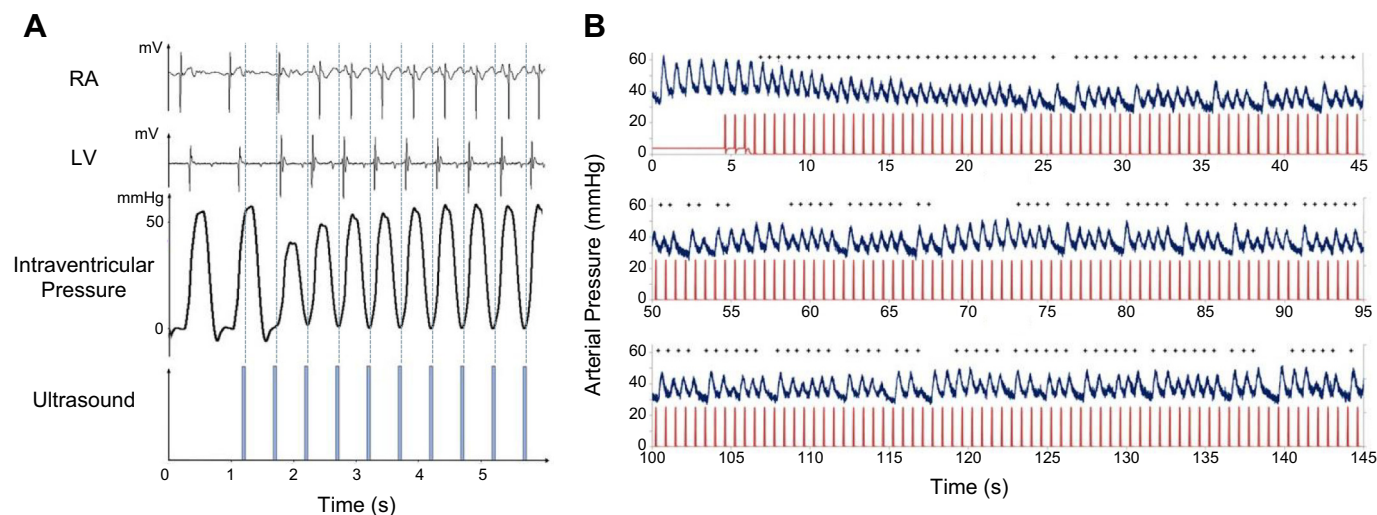 A
mV
RA
mV
LV
mmHg
50
Intraventricular
Pressure
0
Ultrasound
0 1 2 3 4 5
Time (s)
B
Arterial Pressure (mmHg)
60
40
20
0
0 5 10 15 20 25 30 35 40 45
60
40
20
0
50 55 60 65 70 75 80 85 90 95
60
40
20
0
100 105 110 115 120 125 130 135 140 145
Time (s)